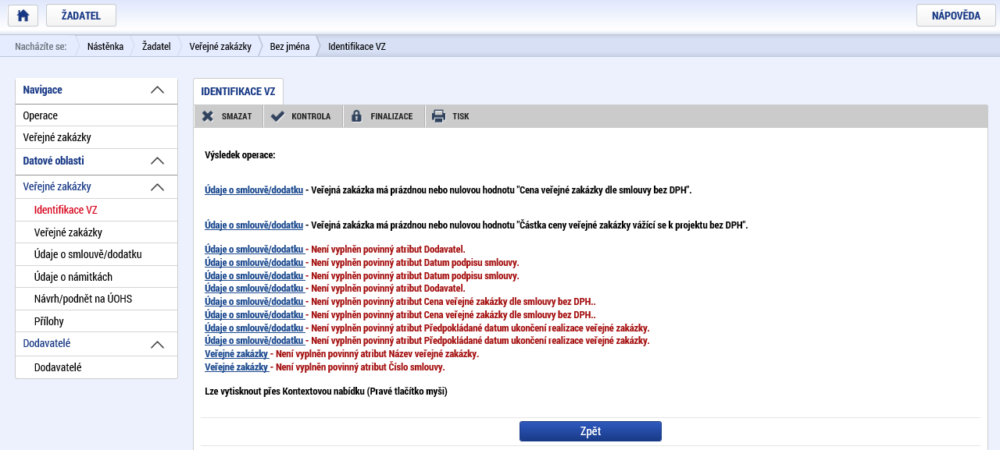 ŽADATEL
NÁPOVĚDA
Nacházíte se: Nástěnka Žadatel Veřejné zakázky Bez jména Identifikace VZ
Navigace
Operace
Veřejné zakázky
Datové oblasti
Veřejné zakázky
Identifikace VZ
Veřejné zakázky
Údaje o smlouvě/dodatku
Údaje o námitkách
Návrh/podnět na ÚOHS
Přílohy
Dodavatelé
Dodavatelé
IDENTIFIKACE VZ
SMAZAT KONTROLA FINALIZACE TISK
Výsledek operace:
Údaje o smlouvě/dodatku - Veřejná zakázka má prázdnou nebo nulovou hodnotu "Cena veřejné zakázky dle smlouvy bez DPH".
Údaje o smlouvě/dodatku - Veřejná zakázka má prázdnou nebo nulovou hodnotu "Částka ceny veřejné zakázky vážící se k projektu bez DPH".
Údaje o smlouvě/dodatku - Není vyplněn povinný atribut Dodavatel.
Údaje o smlouvě/dodatku - Není vyplněn povinný atribut Datum podpisu smlouvy.
Údaje o smlouvě/dodatku - Není vyplněn povinný atribut Datum podpisu smlouvy.
Údaje o smlouvě/dodatku - Není vyplněn povinný atribut Dodavatel.
Údaje o smlouvě/dodatku - Není vyplněn povinný atribut Cena veřejné zakázky dle smlouvy bez DPH..
Údaje o smlouvě/dodatku - Není vyplněn povinný atribut Cena veřejné zakázky dle smlouvy bez DPH..
Údaje o smlouvě/dodatku - Není vyplněn povinný atribut Předpokládané datum ukončení realizace veřejné zakázky.
Údaje o smlouvě/dodatku - Není vyplněn povinný atribut Předpokládané datum ukončení realizace veřejné zakázky.
Veřejné zakázky - Není vyplněn povinný atribut Název veřejné zakázky.
Veřejné zakázky - Není vyplněn povinný atribut Číslo smlouvy.
Lze vytisknout přes Kontextovou nabídku (Pravé tlačítko myši)
Zpět